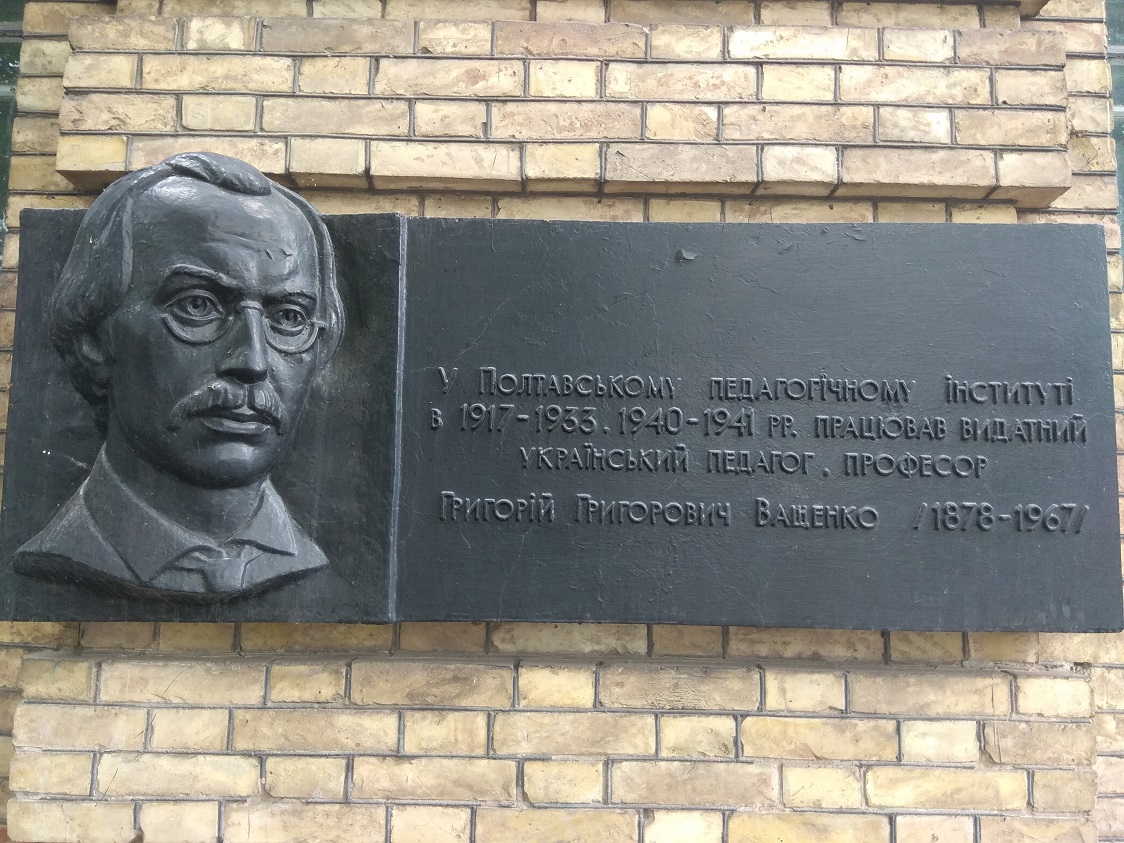 У Полтавському педагогічному інституті
в 1917-1933. 1940-1941 рр. працював видатний
український педагог, професор
Григорій Григорович Ващенко /1878-1967/